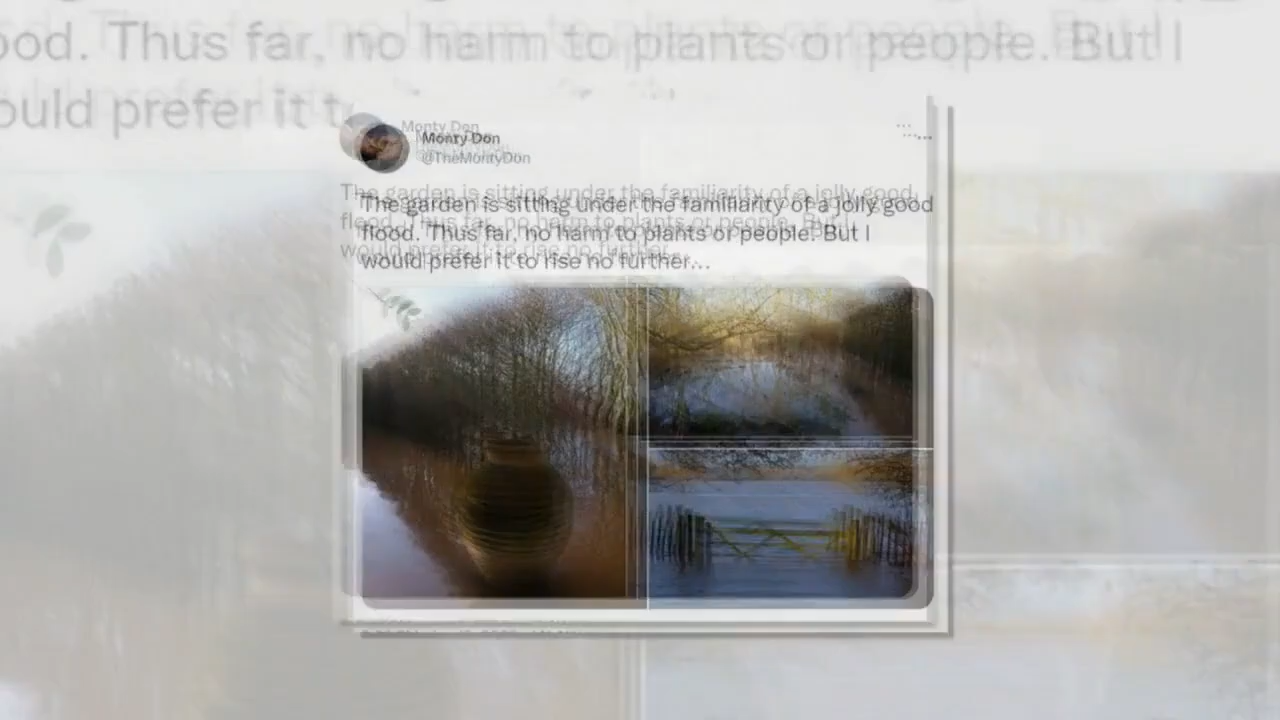 ood. Thus far, no harm to plants or people. But I
ould prefer it t
Monty Don
@TheMontyDon
The garden is sitting under the familiarity of a jolly good
flood. Thus far, no harm to plants or people. But I
would prefer it to rise no further...